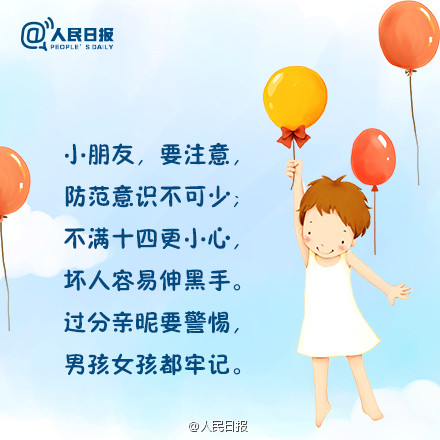 @人民日报
PEOPLE'S DAILY
小朋友，要注意，
防范意识不可少；
不满十四更小心，
坏人容易伸黑手。
过分亲昵要警惕，
男孩女孩都牢记。
@人民日报